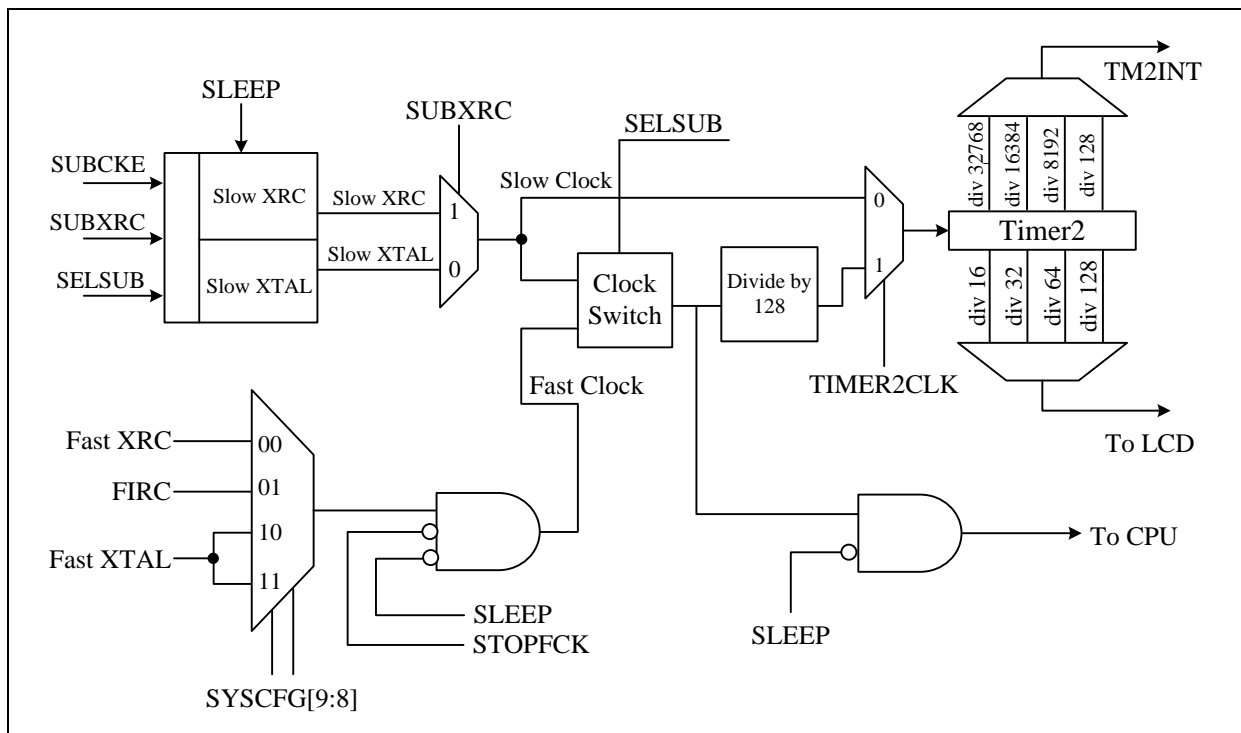 SLEEP
SUBXRC
SELSUB
TM2INT
SUBCKE
SUBXRC
SELSUB
Slow XRC
Slow XTAL
Slow XRC
Slow XTAL
1
0
Slow Clock
Clock
Switch
Divide by
128
0
1
TIMER2CLK
div 32768
div 16384
div 8192
div 128
Timer2
div 16
div 32
div 64
div 128
To LCD
Fast Clock
Fast XRC
FIRC
Fast XTAL
00
01
10
11
SLEEP
STOPFCK
SYSCFG[9:8]
SLEEP
To CPU